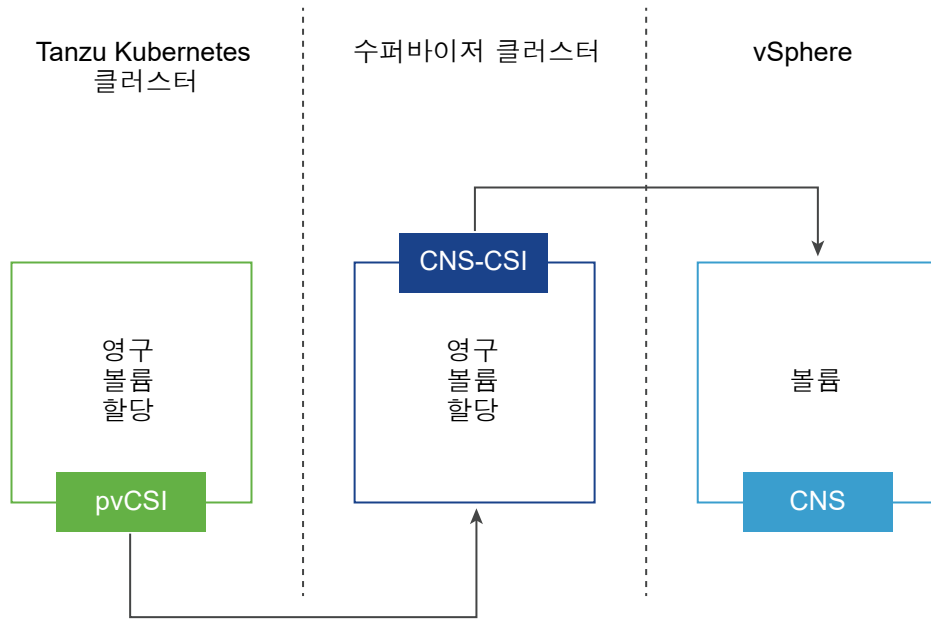 Tanzu Kubernetes
클러스터
수퍼바이저 클러스터
vSphere
영구
볼륨
할당
pvCSI
CNS-CSI
영구
볼륨
할당
볼륨
CNS